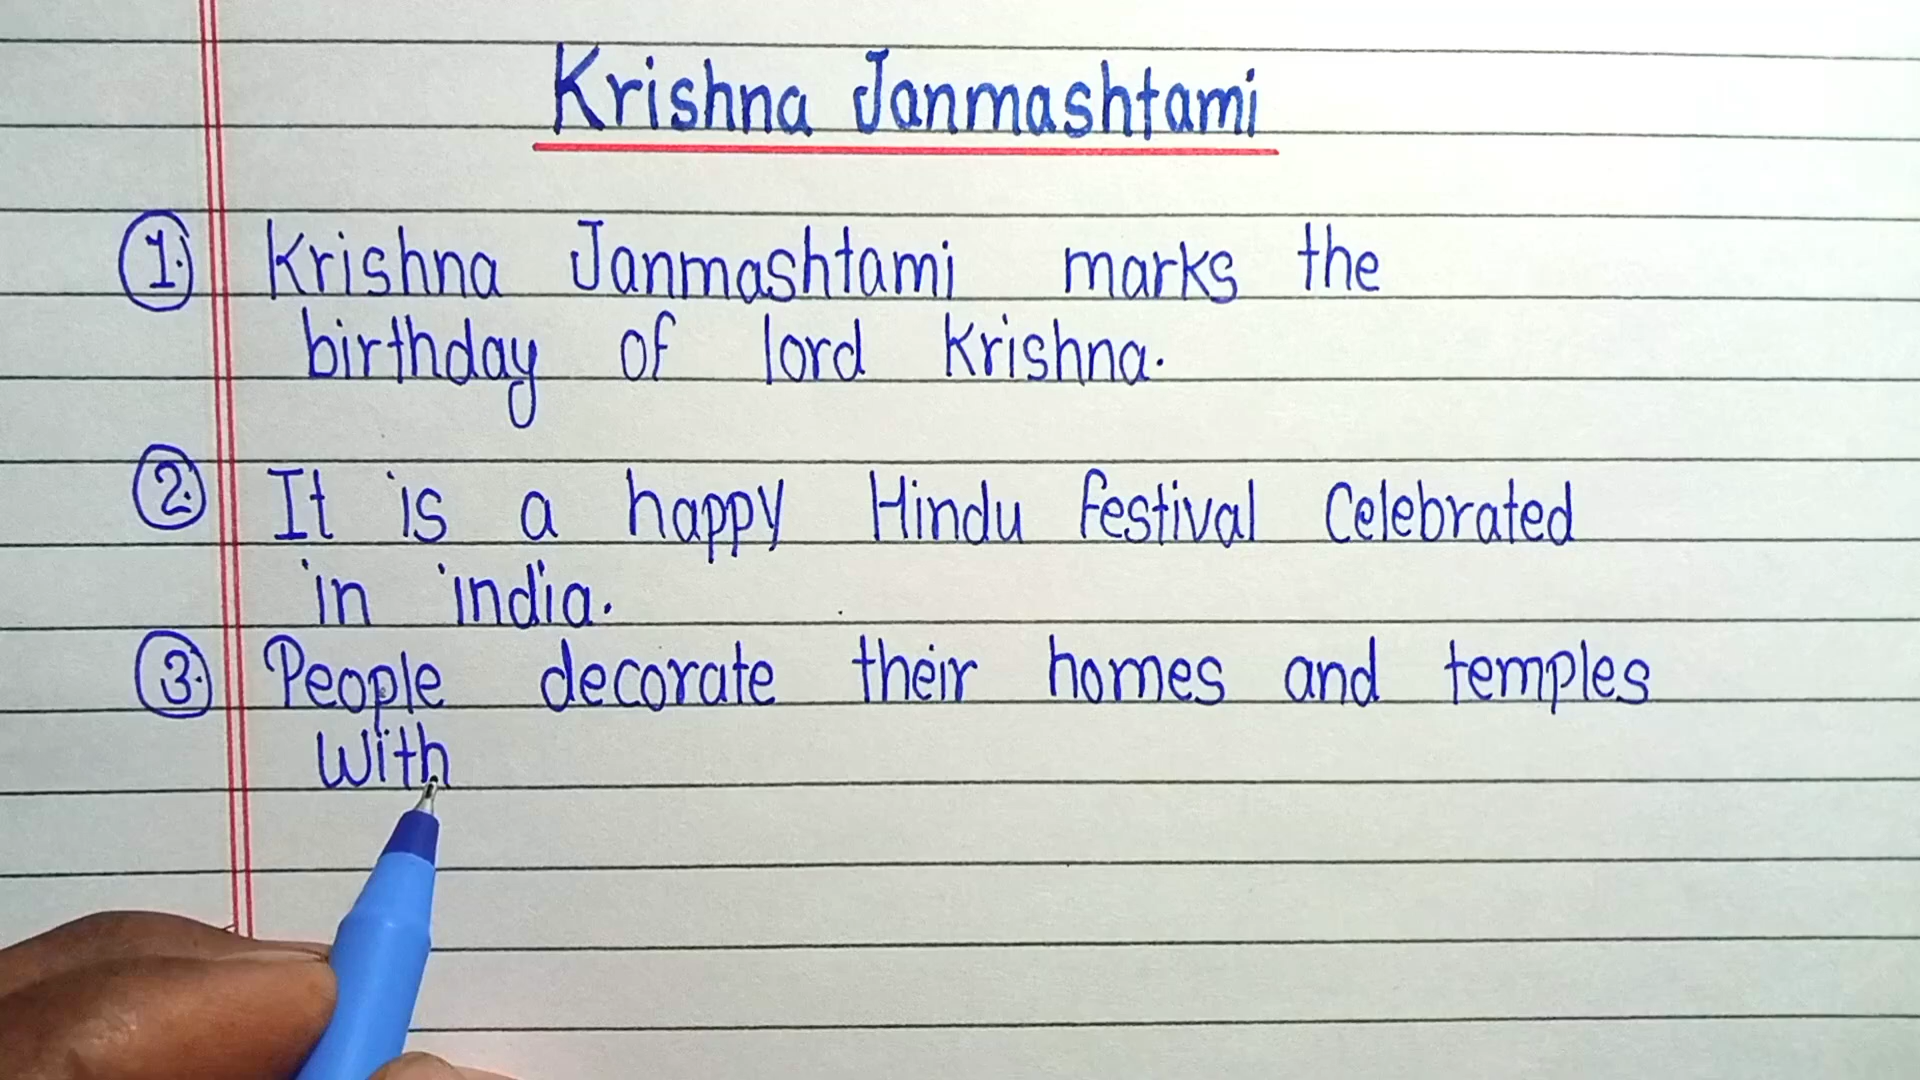 Krishna Janmashtami
1. Krishna Janmashtami marks the
birthday of lord Krishna.
2. It is a happy Hindu festival Celebrated
in india.
3. People decorate their homes and temples
With